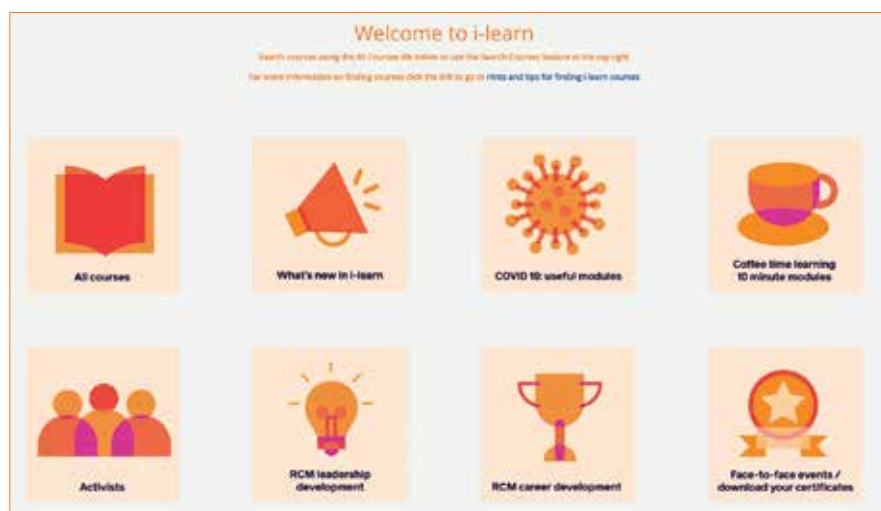 Welcome to i-learn
Search courses using the All Courses tile below or use the Search Courses feature at the top right
For more information on finding courses click the link to go to Hints and tips for finding i-learn courses
All courses
What's new in i-learn
COVID 19: useful modules
Coffee time learning
10 minute modules
Activists
RCM leadership
development
RCM career development
Face-to-face events /
download your certificates